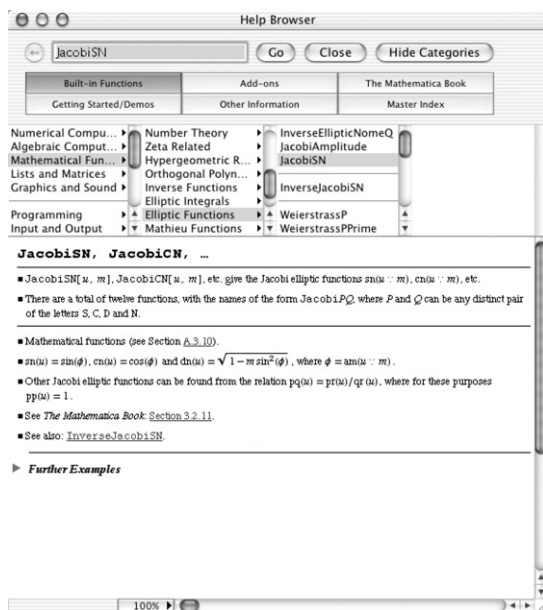 Help Browser
JacobiSN Go Close Hide Categories
Built-in Functions Add-ons The Mathematica Book
Getting Started/Demos Other Information Master Index
Numerical Compu... Number Theory InverseEllipticNomeQ
Algebraic Comput... Zeta Related JacobiAmplitude
Mathematical Fun... Hypergeometric R... JacobiSN
Lists and Matrices Orthogonal Polyn...
Graphics and Sound Inverse Functions InverseJacobiSN
Elliptic Integrals
Programming Elliptic Functions WeierstrassP
Input and Output Mathieu Functions WeierstrassPPrime
JacobiSN, JacobiCN, …
■ JacobiSN[u, m], JacobiCN[u, m], etc. give the Jacobi elliptic functions sn(u ∵ m), cn(u ∵ m), etc.
■ There are a total of twelve functions, with the names of the form JacobiPQ, where P and Q can be any distinct pair
of the letters S, C, D and N.
■ Mathematical functions (see Section A.3.10).
■ sn(u) = sin(ϕ), cn(u) = cos(ϕ) and dn(u) = √1 − m sin²(ϕ) , where ϕ = am(u ∵ m) .
■ Other Jacobi elliptic functions can be found from the relation pq(u) = pr(u)/qr (u), where for these purposes
pp(u) = 1 .
■ See The Mathematica Book: Section 3.2.11.
■ See also: InverseJacobiSN.
Further Examples
100%